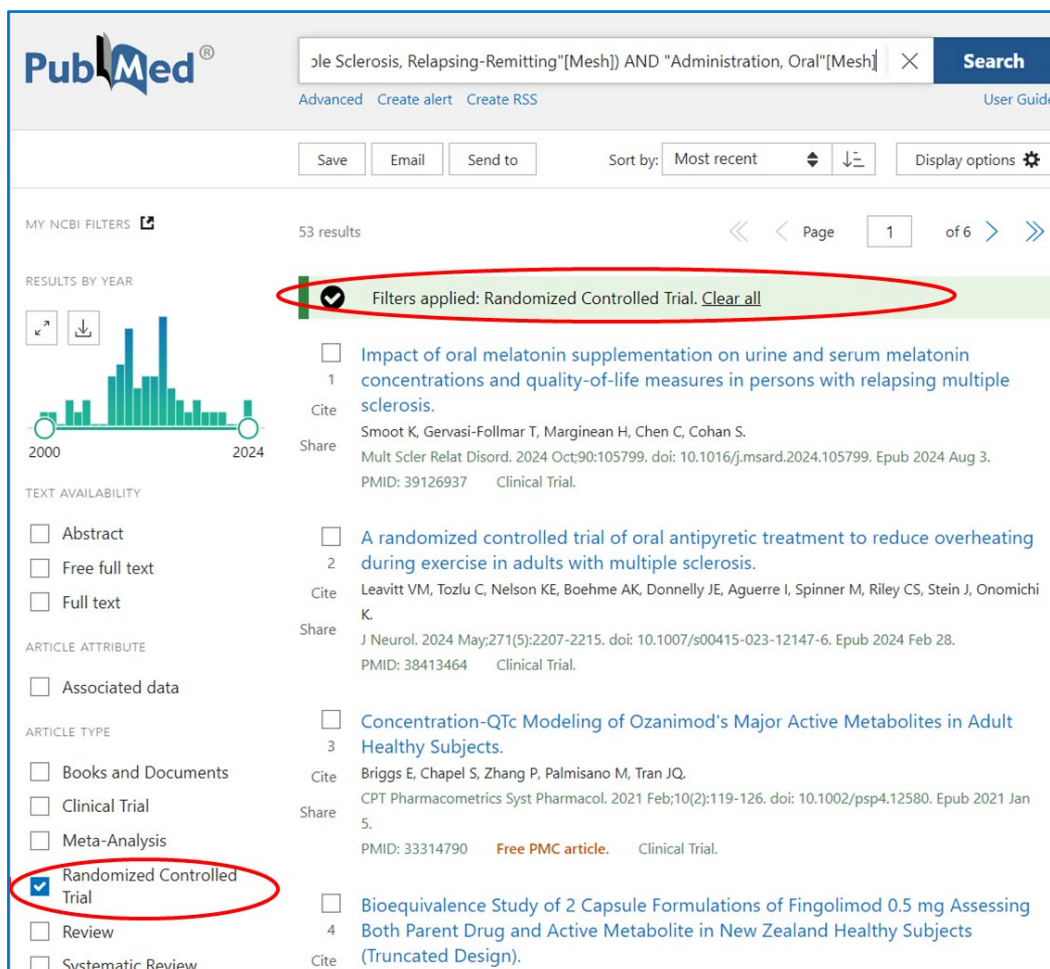 PubMed®
ple Sclerosis, Relapsing-Remitting"[Mesh]) AND "Administration, Oral"[Mesh]
Search
Advanced Create alert Create RSS
User Guide
Save Email Send to
Sort by: Most recent
Display options
MY NCBI FILTERS
53 results
Page 1 of 6
RESULTS BY YEAR
2000 2024
Filters applied: Randomized Controlled Trial. Clear all
TEXT AVAILABILITY
Abstract
Free full text
Full text
ARTICLE ATTRIBUTE
Associated data
ARTICLE TYPE
Books and Documents
Clinical Trial
Meta-Analysis
Randomized Controlled
Trial
Review
Systematic Review
1
Cite
Share
Impact of oral melatonin supplementation on urine and serum melatonin
concentrations and quality-of-life measures in persons with relapsing multiple
sclerosis.
Smoot K, Gervasi-Follmar T, Marginean H, Chen C, Cohan S.
Mult Scler Relat Disord. 2024 Oct;90:105799. doi: 10.1016/j.msard.2024.105799. Epub 2024 Aug 3.
PMID: 39126937 Clinical Trial.
2
Cite
Share
A randomized controlled trial of oral antipyretic treatment to reduce overheating
during exercise in adults with multiple sclerosis.
Leavitt VM, Tozlu C, Nelson KE, Boehme AK, Donnelly JE, Aguerre I, Spinner M, Riley CS, Stein J, Onomichi
K.
J Neurol. 2024 May;271(5):2207-2215. doi: 10.1007/s00415-023-12147-6. Epub 2024 Feb 28.
PMID: 38413464 Clinical Trial.
3
Cite
Share
Concentration-QTc Modeling of Ozanimod's Major Active Metabolites in Adult
Healthy Subjects.
Briggs E, Chapel S, Zhang P, Palmisano M, Tran JQ.
CPT Pharmacometrics Syst Pharmacol. 2021 Feb;10(2):119-126. doi: 10.1002/psp4.12580. Epub 2021 Jan
5.
PMID: 33314790 Free PMC article. Clinical Trial.
4
Cite
Bioequivalence Study of 2 Capsule Formulations of Fingolimod 0.5 mg Assessing
Both Parent Drug and Active Metabolite in New Zealand Healthy Subjects
(Truncated Design).